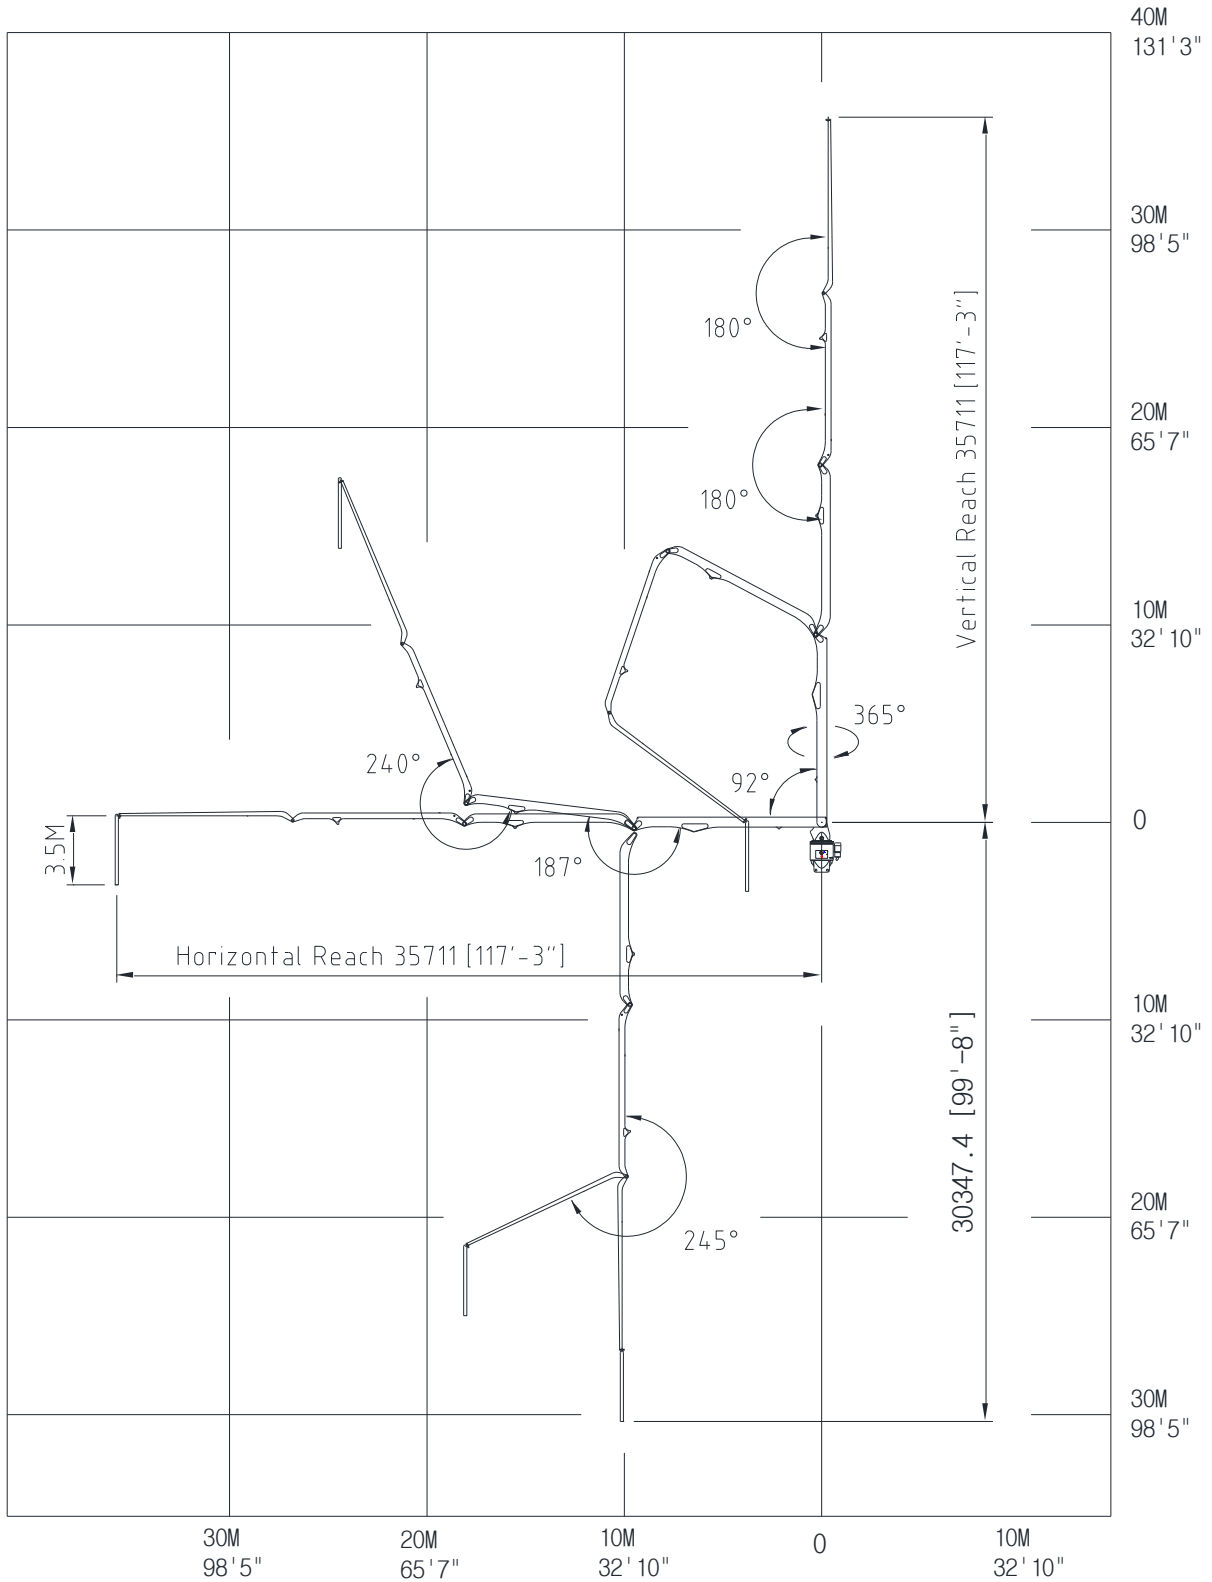 40M
131'3"
30M
98'5"
180°
Vertical Reach 35711 [117'-3"]
20M
65'7"
180°
10M
32'10"
365°
240°
92°
0
3.5M
187°
Horizontal Reach 35711 [117'-3"]
10M
32'10"
30347.4 [99'-8"]
20M
65'7"
245°
30M
98'5"
30M
98'5"
20M
65'7"
10M
32'10"
0
10M
32'10"